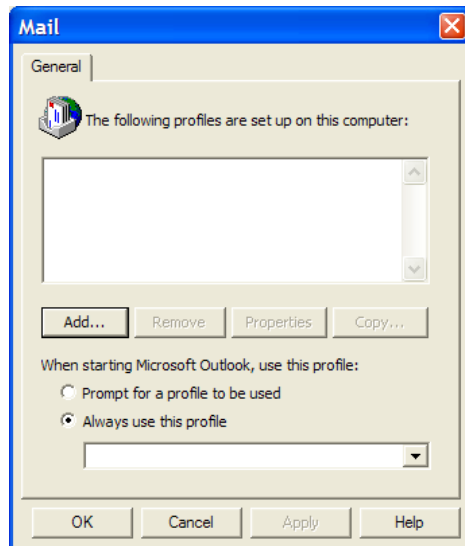 Mail
General
The following profiles are set up on this computer:
Add... Remove Properties Copy...
When starting Microsoft Outlook, use this profile:
Prompt for a profile to be used
Always use this profile
OK Cancel Apply Help